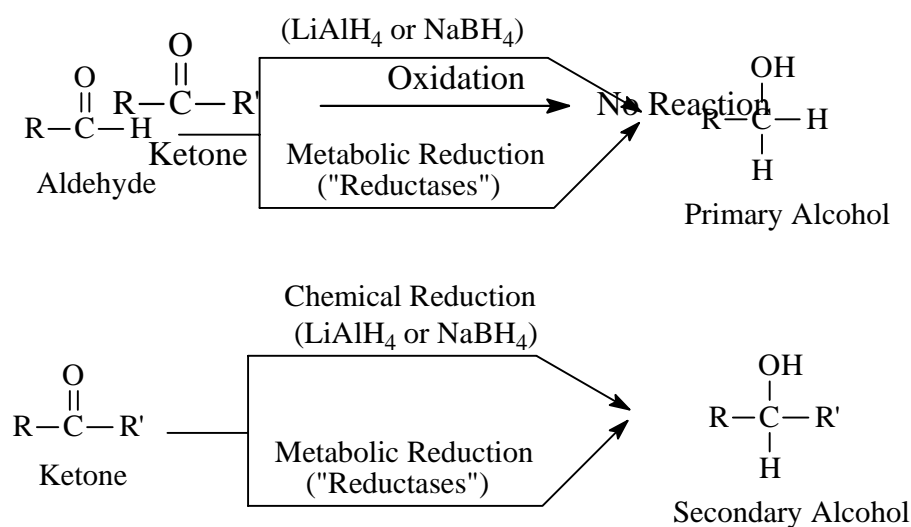 (LiAlH4 or NaBH4)
O
O
OH
Oxidation
R C R'
No Reaction
R C H
R C H
Ketone
Metabolic Reduction
H
Aldehyde
("Reductases")
Primary Alcohol
Chemical Reduction
(LiAlH4 or NaBH4)
O
OH
R C R'
R C R'
Metabolic Reduction
H
Ketone
("Reductases")
Secondary Alcohol